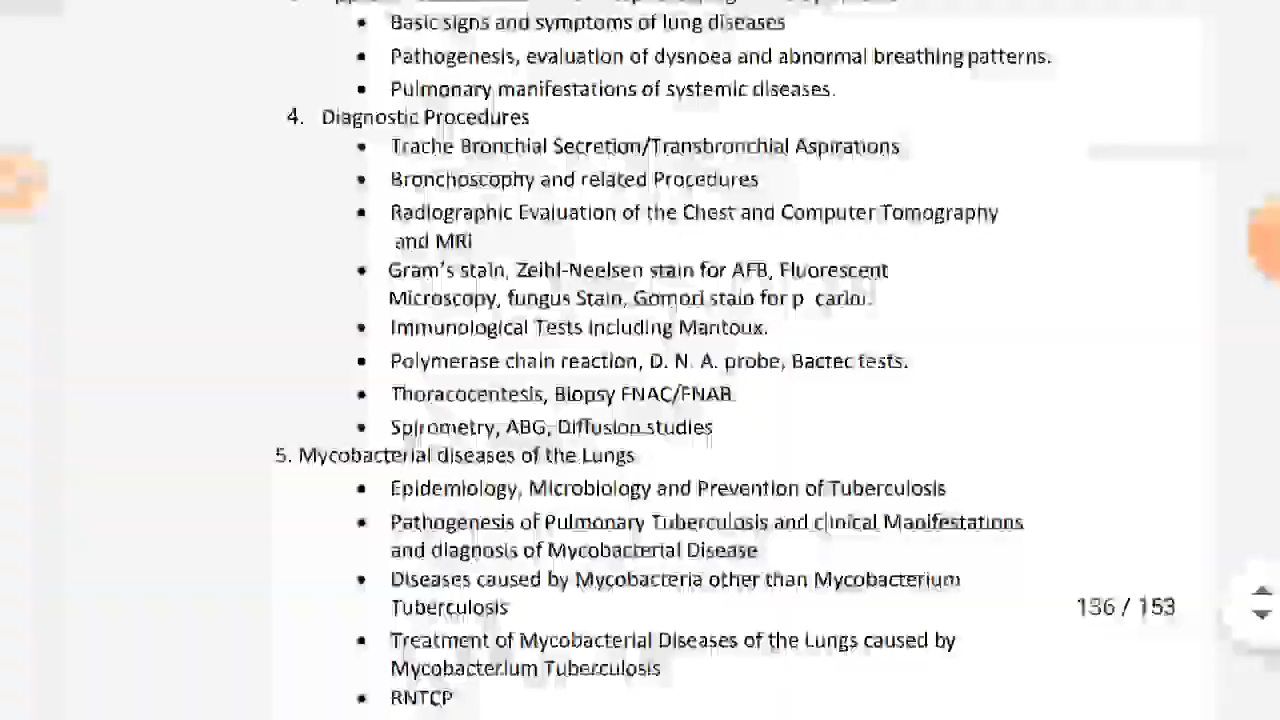 • Basic signs and symptoms of lung diseases
• Pathogenesis, evaluation of dysnoea and abnormal breathing patterns.
• Pulmonary manifestations of systemic diseases.
4. Diagnostic Procedures
• Trache Bronchial Secretion/Transbronchial Aspirations
• Bronchoscophy and related Procedures
• Radiographic Evaluation of the Chest and Computer Tomography
and MRI
• Gram's stain, Zeihl-Neelsen stain for AFB, Fluorescent
Microscopy, fungus Stain, Gomori stain for p carini.
• Immunological Tests including Mantoux.
• Polymerase chain reaction, D. N. A. probe, Bactec tests.
• Thoracocentesis, Biopsy FNAC/FNAB.
• Spirometry, ABG, Diffusion studies
5. Mycobacterial diseases of the Lungs
• Epidemiology, Microbiology and Prevention of Tuberculosis
• Pathogenesis of Pulmonary Tuberculosis and clinical Manifestations
and diagnosis of Mycobacterial Disease
• Diseases caused by Mycobacteria other than Mycobacterium
Tuberculosis
136 / 153
• Treatment of Mycobacterial Diseases of the Lungs caused by
Mycobacterium Tuberculosis
• RNTCP